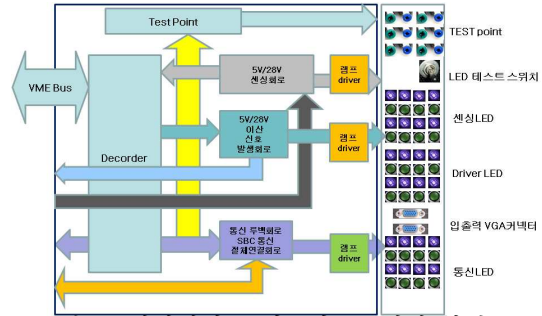 Test Point
TEST point
5V/28V
센싱회로
램프
driver
LED 테스트 스위치
VME Bus
센싱LED
5V/28V
이산
신호
발생회로
램프
driver
Decorder
Driver LED
입출력 VGA커넥터
통신 루백회로
SBC 통신
절체연결회로
램프
driver
통신LED